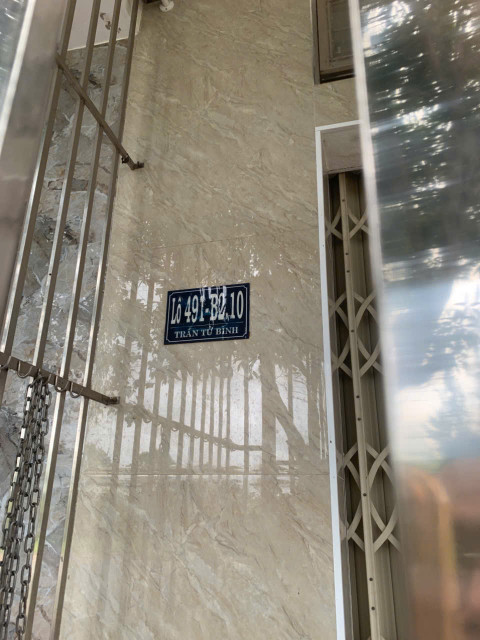 Lô 491-B2.10
TRẦN TỬ BÌNH